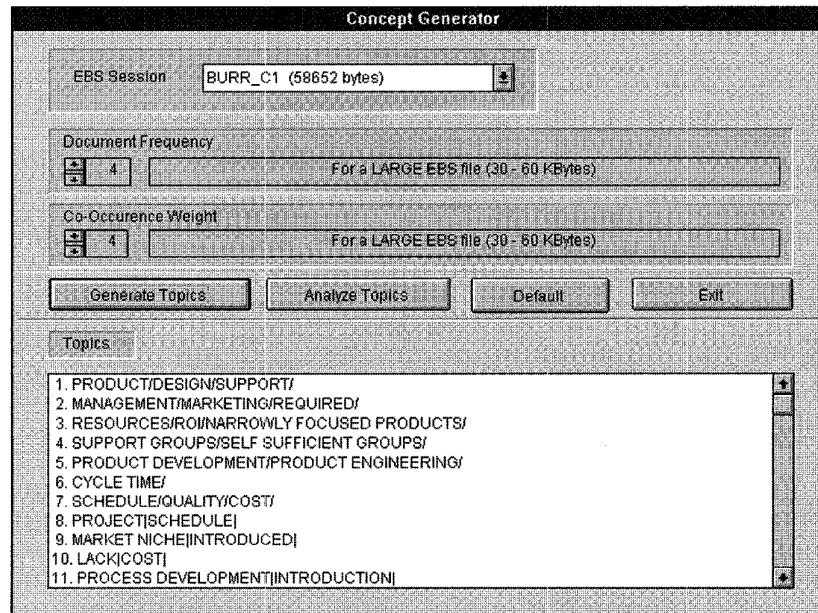 Concept Generator
EBS Session BURR_C1 (58652 bytes)
Document Frequency
4 For a LARGE EBS file (30 - 60 KBytes)
Co-Occurence Weight
4 For a LARGE EBS file (30 - 60 KBytes)
Generate Topics Analyze Topics Default Exit
Topics
1. PRODUCT/DESIGN/SUPPORT/
2. MANAGEMENT/MARKETING/REQUIRED/
3. RESOURCES/ROI/NARROWLY FOCUSED PRODUCTS/
4. SUPPORT GROUPS/SELF SUFFICIENT GROUPS/
5. PRODUCT DEVELOPMENT/PRODUCT ENGINEERING/
6. CYCLE TIME/
7. SCHEDULE/QUALITY/COST/
8. PROJECT|SCHEDULE|
9. MARKET NICHE|INTRODUCED|
10. LACK|COST|
11. PROCESS DEVELOPMENT|INTRODUCTION|